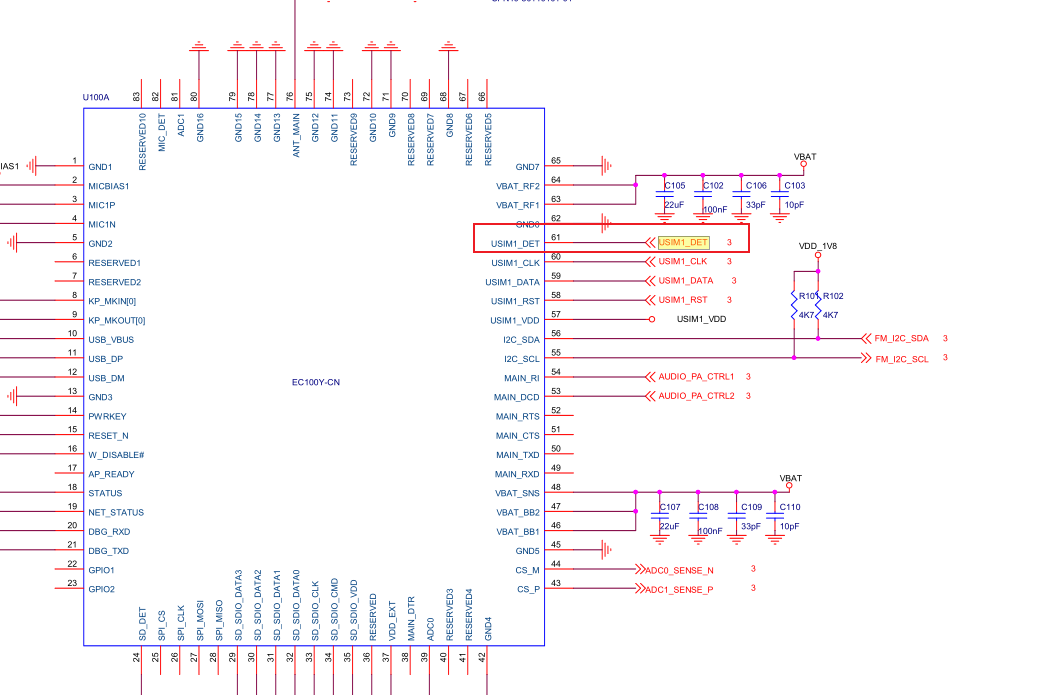 U100A
83 82 81 80 79 78 77 76 75 74 73 72 71 70 69 68 67 66
RESERVED10
MIC_DET
ADC1
GND16
GND15
GND14
GND13
ANT_MAIN
GND12
GND11
RESERVED9
GND10
GND9
RESERVED8
RESERVED7
GND8
RESERVED6
RESERVED5
IAS1
1 GND1
2 MICBIAS1
3 MIC1P
4 MIC1N
5 GND2
6 RESERVED1
7 RESERVED2
8 KP_MKIN[0]
9 KP_MKOUT[0]
10 USB_VBUS
11 USB_DP
12 USB_DM
13 GND3
14 PWRKEY
15 RESET_N
16 W_DISABLE#
17 AP_READY
18 STATUS
19 NET_STATUS
20 DBG_RXD
21 DBG_TXD
22 GPIO1
23 GPIO2
EC100Y-CN
GND7 65
VBAT_RF2 64
VBAT_RF1 63
GND6 62
USIM1_DET 61 USIM1_DET 3
USIM1_CLK 60 USIM1_CLK 3
USIM1_DATA 59 USIM1_DATA 3
USIM1_RST 58 USIM1_RST 3
USIM1_VDD 57 USIM1_VDD
I2C_SDA 56 FM_I2C_SDA 3
I2C_SCL 55 FM_I2C_SCL 3
MAIN_RI 54 AUDIO_PA_CTRL1 3
MAIN_DCD 53 AUDIO_PA_CTRL2 3
MAIN_RTS 52
MAIN_CTS 51
MAIN_TXD 50
MAIN_RXD 49
VBAT_SNS 48
VBAT_BB2 47
VBAT_BB1 46
GND5 45
CS_M 44 ADC0_SENSE_N 3
CS_P 43 ADC1_SENSE_P 3
VBAT
C105 C102 C106 C103
22uF 100nF 33pF 10pF
VDD_1V8
R101 R102
4K7 4K7
VBAT
C107 C108 C109 C110
22uF 100nF 33pF 10pF
SD_DET
SPI_CS
SPI_CLK
SPI_MOSI
SPI_MISO
SD_SDIO_DATA3
SD_SDIO_DATA2
SD_SDIO_DATA1
SD_SDIO_DATA0
SD_SDIO_CLK
SD_SDIO_CMD
SD_SDIO_VDD
RESERVED
VDD_EXT
MAIN_DTR
ADC0
RESERVED3
RESERVED4
GND4
24 25 26 27 28 29 30 31 32 33 34 35 36 37 38 39 40 41 42